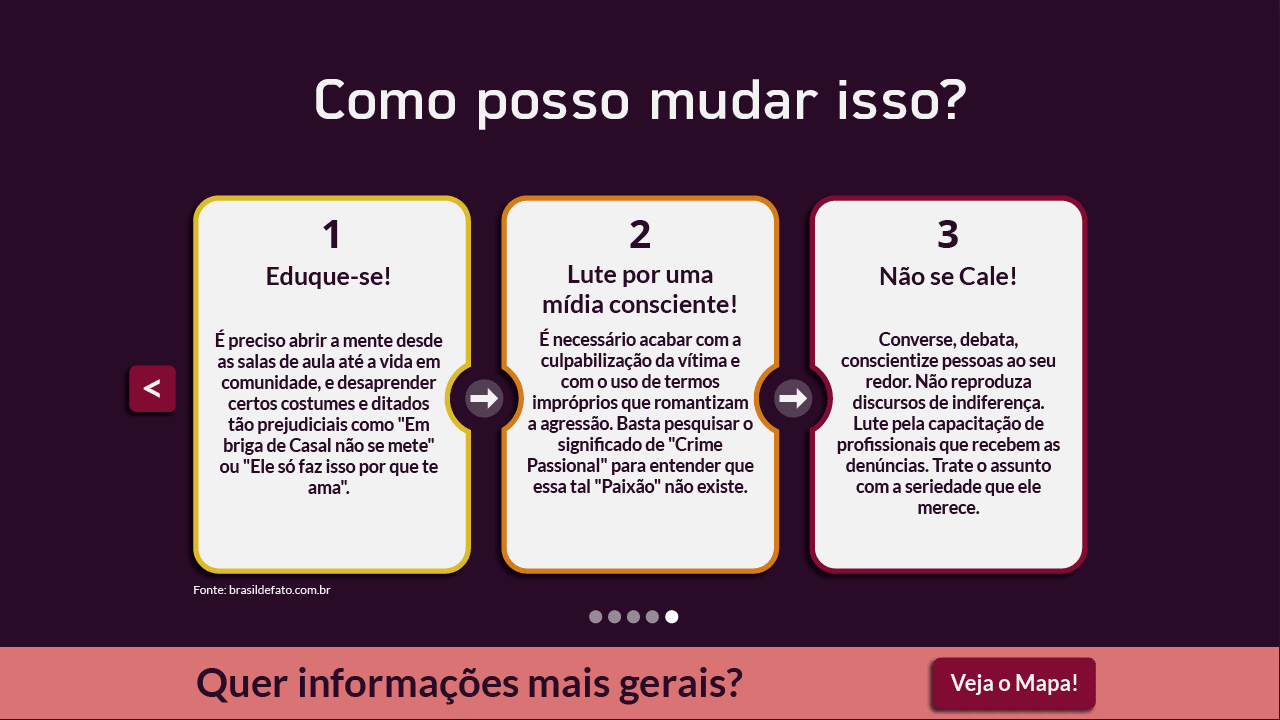 Como posso mudar isso?
1
Eduque-se!
É preciso abrir a mente desde
as salas de aula até a vida em
comunidade, e desaprender
certos costumes e ditados
tão prejudiciais como "Em
briga de Casal não se mete"
ou "Ele só faz isso por que te
ama".
2
Lute por uma
mídia consciente!
É necessário acabar com a
culpabilização da vítima e
com o uso de termos
impróprios que romantizam
a agressão. Basta pesquisar o
significado de "Crime
Passional" para entender que
essa tal "Paixão" não existe.
3
Não se Cale!
Converse, debata,
conscientize pessoas ao seu
redor. Não reproduza
discursos de indiferença.
Lute pela capacitação de
profissionais que recebem as
denúncias. Trate o assunto
com a seriedade que ele
merece.
<
Fonte: brasildefato.com.br
Quer informações mais gerais?
Veja o Mapa!